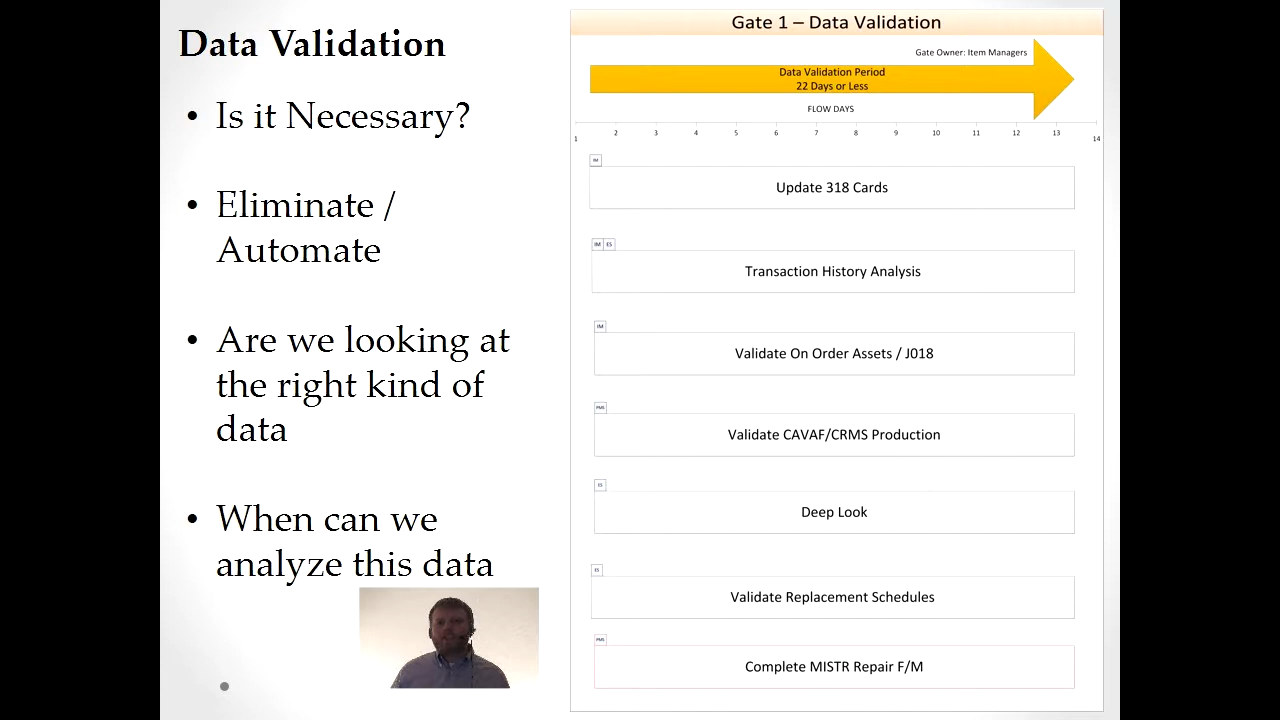 Data Validation
• Is it Necessary?
• Eliminate /
Automate
• Are we looking at
the right kind of
data
• When can we
analyze this data
Gate 1 – Data Validation
Gate Owner: Item Managers
Data Validation Period
22 Days or Less
FLOW DAYS
1 2 3 4 5 6 7 8 9 10 11 12 13 14
IM
Update 318 Cards
IM ES
Transaction History Analysis
IM
Validate On Order Assets / J018
PMS
Validate CAVAF/CRMS Production
ES
Deep Look
ES
Validate Replacement Schedules
PMS
Complete MISTR Repair F/M